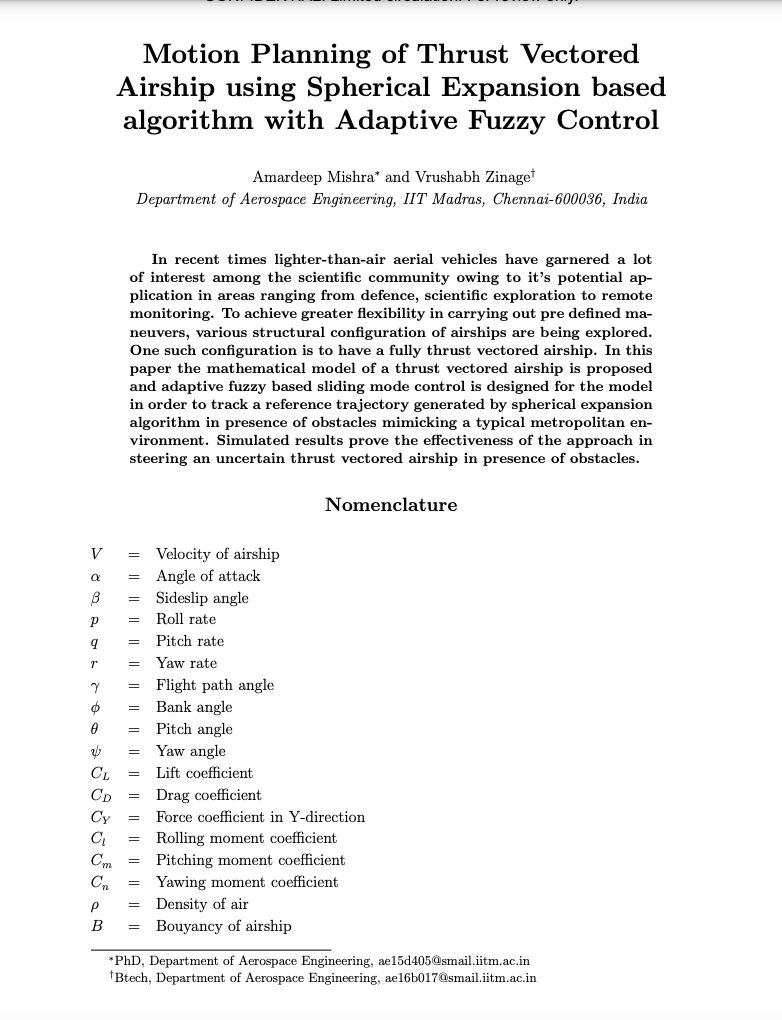 Motion Planning of Thrust Vectored
Airship using Spherical Expansion based
algorithm with Adaptive Fuzzy Control
Amardeep Mishra* and Vrushabh Zinage†
Department of Aerospace Engineering, IIT Madras, Chennai-600036, India
In recent times lighter-than-air aerial vehicles have garnered a lot
of interest among the scientific community owing to it's potential ap-
plication in areas ranging from defence, scientific exploration to remote
monitoring. To achieve greater flexibility in carrying out pre defined ma-
neuvers, various structural configuration of airships are being explored.
One such configuration is to have a fully thrust vectored airship. In this
paper the mathematical model of a thrust vectored airship is proposed
and adaptive fuzzy based sliding mode control is designed for the model
in order to track a reference trajectory generated by spherical expansion
algorithm in presence of obstacles mimicking a typical metropolitan en-
vironment. Simulated results prove the effectiveness of the approach in
steering an uncertain thrust vectored airship in presence of obstacles.
Nomenclature
V = Velocity of airship
α = Angle of attack
β = Sideslip angle
p = Roll rate
q = Pitch rate
r = Yaw rate
γ = Flight path angle
ϕ = Bank angle
θ = Pitch angle
ψ = Yaw angle
C_L = Lift coefficient
C_D = Drag coefficient
C_Y = Force coefficient in Y-direction
C_l = Rolling moment coefficient
C_m = Pitching moment coefficient
C_n = Yawing moment coefficient
ρ = Density of air
B = Bouyancy of airship
*PhD, Department of Aerospace Engineering, ae15d405@smail.iitm.ac.in
†Btech, Department of Aerospace Engineering, ae16b017@smail.iitm.ac.in